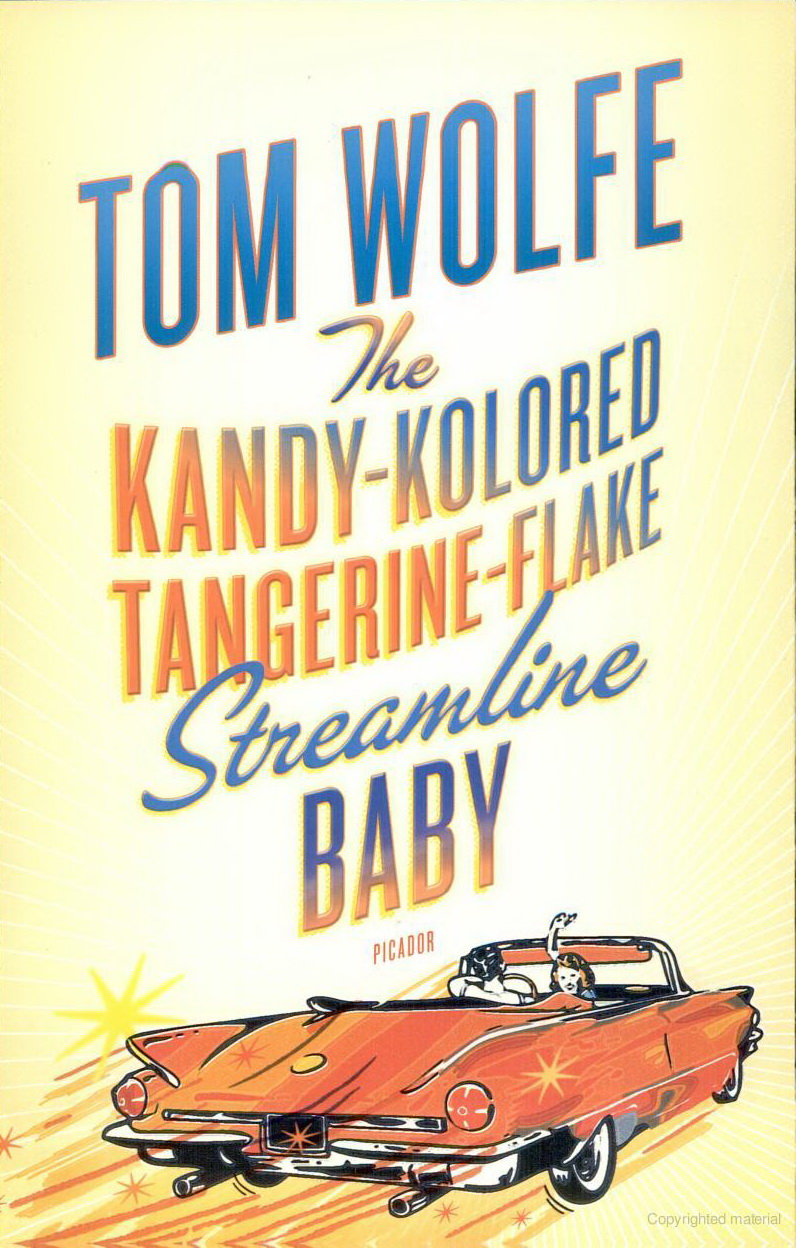 TOM WOLFE
The
KANDY-KOLORED
TANGERINE-FLAKE
Streamline
BABY
PICADOR
Copyrighted material